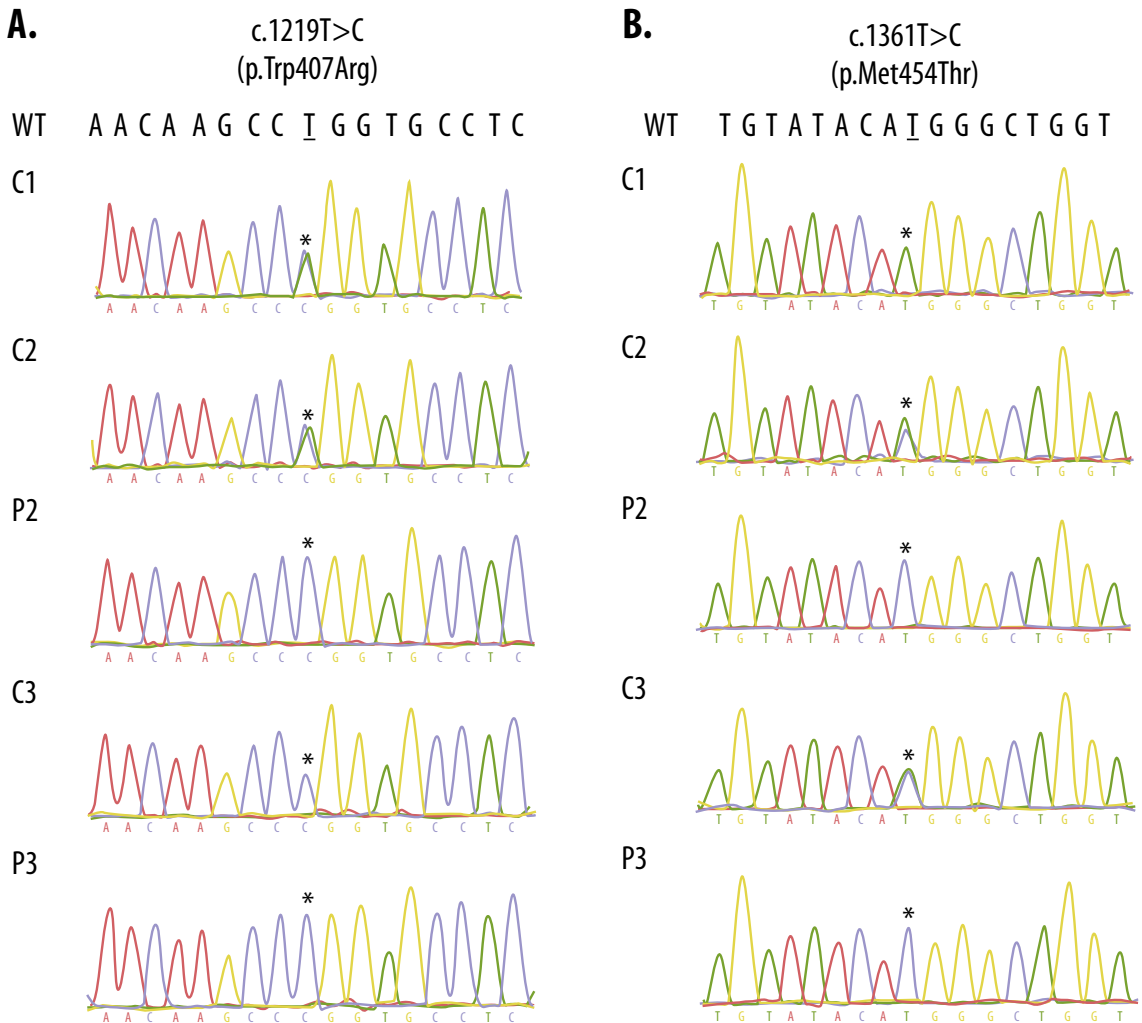 A.
c.1219T>C
(p.Trp407Arg)
WT A A C A A G C C T G G T G C C T C
C1
*
A A C A A G C C C G G T G C C T C
C2
*
A A C A A G C C C G G T G C C T C
P2
*
A A C A A G C C C G G T G C C T C
C3
*
A A C A A G C C C G G T G C C T C
P3
*
A A C A A G C C C G G T G C C T C
B.
c.1361T>C
(p.Met454Thr)
WT T G T A T A C A T G G G C T G G T
C1
*
T G T A T A C A T G G G C T G G T
C2
*
T G T A T A C A T G G G C T G G T
P2
*
T G T A T A C A T G G G C T G G T
C3
*
T G T A T A C A T G G G C T G G T
P3
*
T G T A T A C A T G G G C T G G T